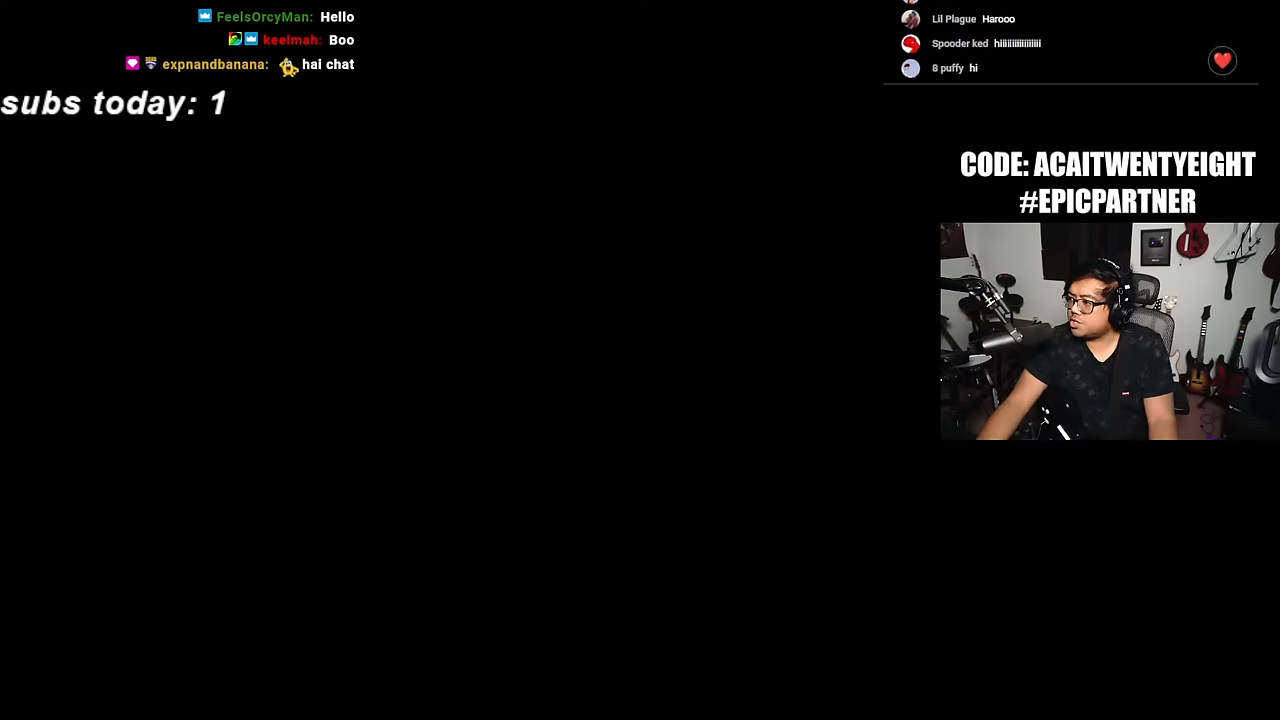 FeelsOrcyMan: Hello
keelmah: Boo
expnandbanana: hai chat
subs today: 1
Lil Plague Harooo
Spooder ked hiiiiiiiiiiiiiiiii
8 puffy hi
CODE: ACAITWENTYEIGHT
#EPICPARTNER